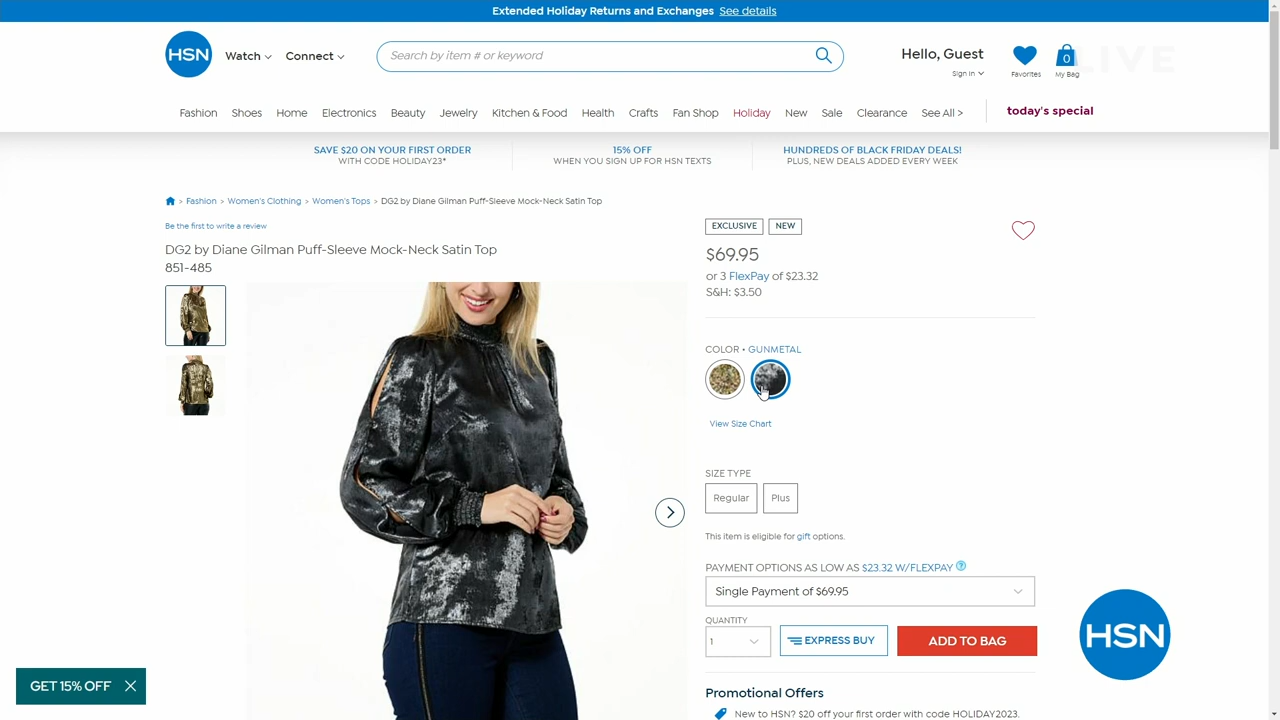 Extended Holiday Returns and Exchanges See details
HSN
Watch
Connect
Search by item # or keyword
Hello, Guest
Sign in
Favorites
0
My Bag
LIVE
Fashion Shoes Home Electronics Beauty Jewelry Kitchen & Food Health Crafts Fan Shop Holiday New Sale Clearance See All >
today's special
SAVE $20 ON YOUR FIRST ORDER
WITH CODE HOLIDAY23*
15% OFF
WHEN YOU SIGN UP FOR HSN TEXTS
HUNDREDS OF BLACK FRIDAY DEALS!
PLUS, NEW DEALS ADDED EVERY WEEK
> Fashion > Women's Clothing > Women's Tops > DG2 by Diane Gilman Puff-Sleeve Mock-Neck Satin Top
Be the first to write a review
DG2 by Diane Gilman Puff-Sleeve Mock-Neck Satin Top
851-485
EXCLUSIVE NEW
$69.95
or 3 FlexPay of $23.32
S&H: $3.50
COLOR • GUNMETAL
View Size Chart
SIZE TYPE
Regular Plus
This item is eligible for gift options.
PAYMENT OPTIONS AS LOW AS $23.32 W/FLEXPAY ?
Single Payment of $69.95
QUANTITY
1
EXPRESS BUY
ADD TO BAG
HSN
GET 15% OFF
Promotional Offers
New to HSN? $20 off your first order with code HOLIDAY2023.